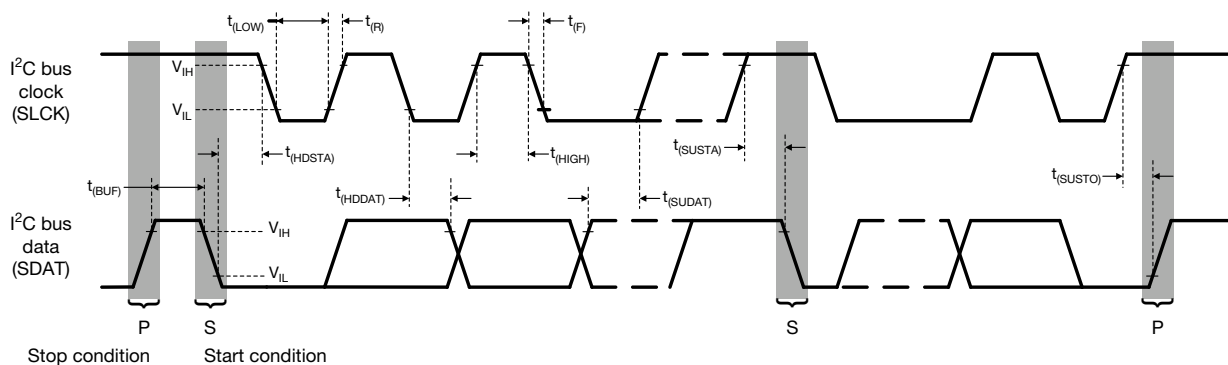 t(LOW) t(R) t(F)
I²C bus
clock
(SLCK)
VIH
VIL
t(HDSTA) t(HIGH) t(SUSTA)
t(BUF) t(HDDAT) t(SUDAT) t(SUSTO)
I²C bus
data
(SDAT)
VIH
VIL
P S S P
Stop condition Start condition